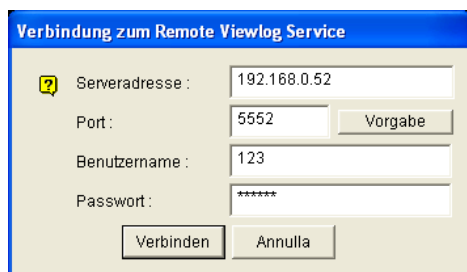 Verbindung zum Remote Viewlog Service
Serveradresse : 192.168.0.52
Port : 5552 Vorgabe
Benutzername : 123
Passwort : ******
Verbinden Annulla